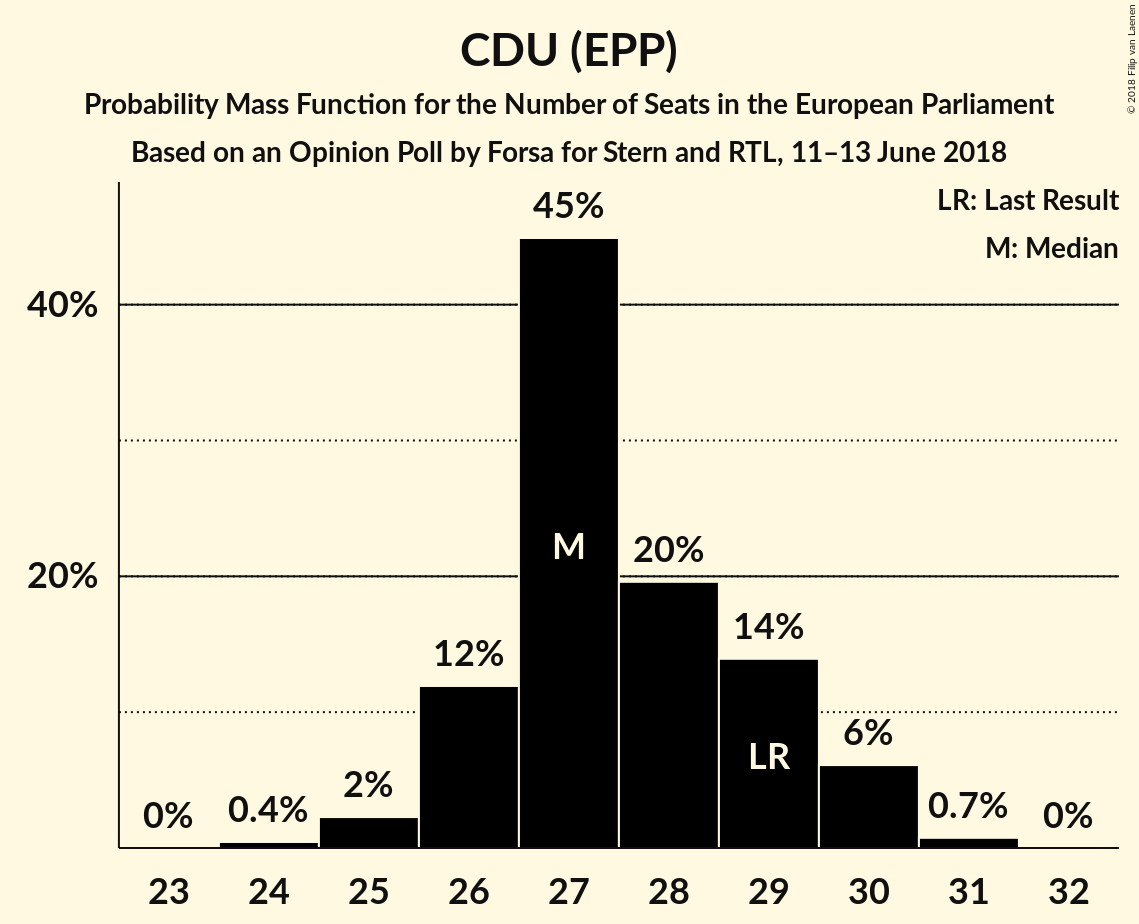 CDU (EPP)
Probability Mass Function for the Number of Seats in the European Parliament
Based on an Opinion Poll by Forsa for Stern and RTL, 11–13 June 2018
© 2018 Filip van Laenen
LR: Last Result
M: Median
45%
40%
M
20%
20%
14%
12%
LR
6%
2%
0.7%
0.4%
0%
0%
23 24 25 26 27 28 29 30 31 32